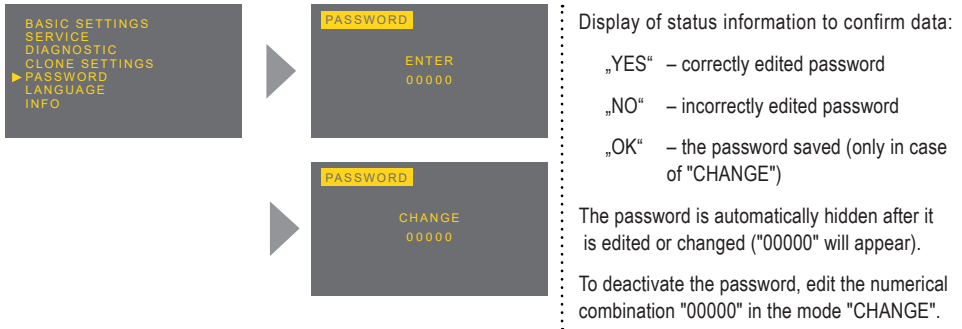 BASIC SETTINGS
SERVICE
DIAGNOSTIC
CLONE SETTINGS
PASSWORD
LANGUAGE
INFO
PASSWORD
ENTER
00000
PASSWORD
CHANGE
00000
Display of status information to confirm data:
„YES“ – correctly edited password
„NO“ – incorrectly edited password
„OK“ – the password saved (only in case
of "CHANGE")
The password is automatically hidden after it
is edited or changed ("00000" will appear).
To deactivate the password, edit the numerical
combination "00000" in the mode "CHANGE".